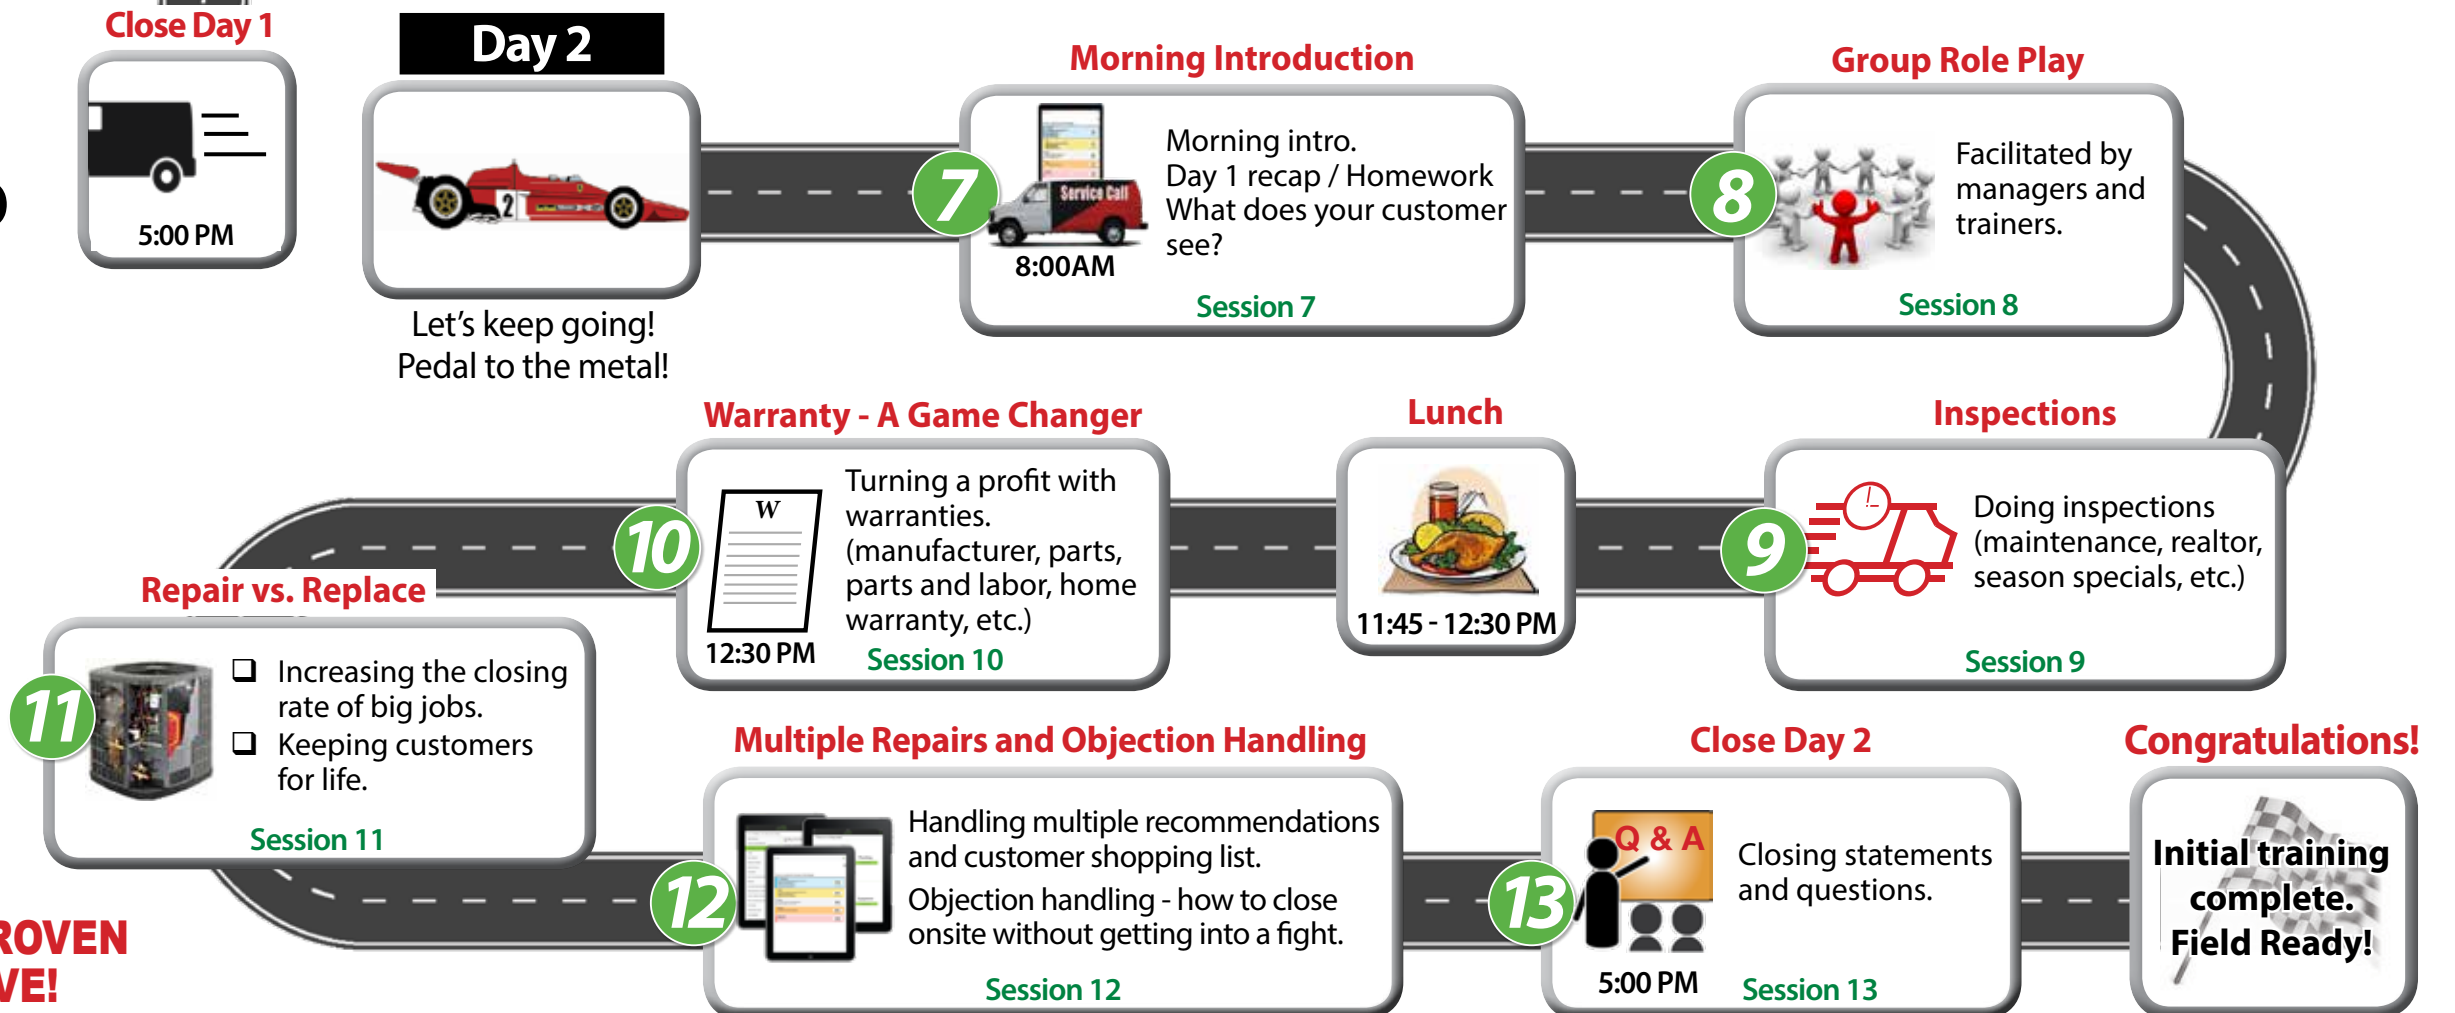 Close Day 1
5:00 PM
Day 2
2
Let's keep going!
Pedal to the metal!
Morning Introduction
7
Service Call
8:00AM
Morning intro.
Day 1 recap / Homework
What does your customer
see?
Session 7
Group Role Play
8
Facilitated by
managers and
trainers.
Session 8
Inspections
9
Doing inspections
(maintenance, realtor,
season specials, etc.)
Session 9
Lunch
11:45 - 12:30 PM
Warranty - A Game Changer
10
W
12:30 PM
Turning a profit with
warranties.
(manufacturer, parts,
parts and labor, home
warranty, etc.)
Session 10
Repair vs. Replace
11
❑ Increasing the closing
rate of big jobs.
❑ Keeping customers
for life.
Session 11
Multiple Repairs and Objection Handling
12
Handling multiple recommendations
and customer shopping list.
Objection handling - how to close
onsite without getting into a fight.
Session 12
Close Day 2
13
Q & A
5:00 PM
Closing statements
and questions.
Session 13
Congratulations!
Initial training
complete.
Field Ready!
ROVEN
VE!